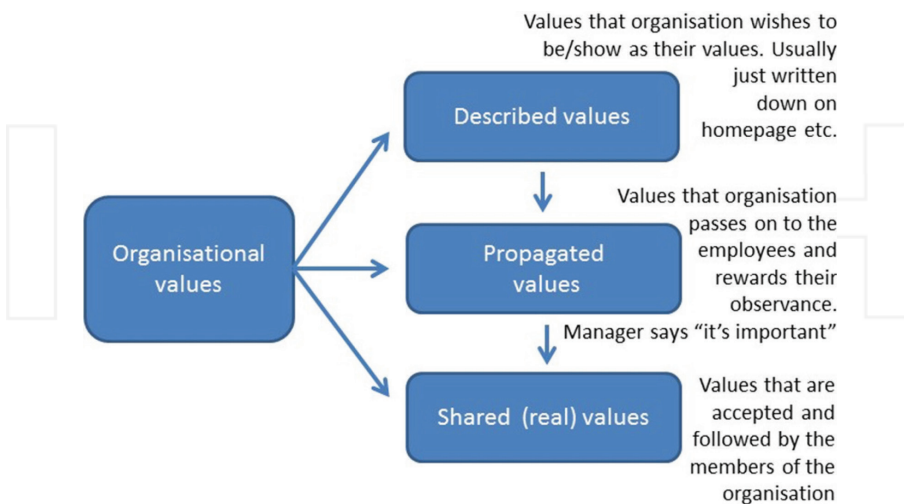 Values that organisation wishes to
be/show as their values. Usually
just written
down on
homepage etc.
Described values
Organisational
values
Values that organisation
passes on to the
employees and
rewards their
observance.
Propagated
values
Manager says “it’s important”
Shared (real) values
Values that are
accepted and
followed by the
members of the
organisation